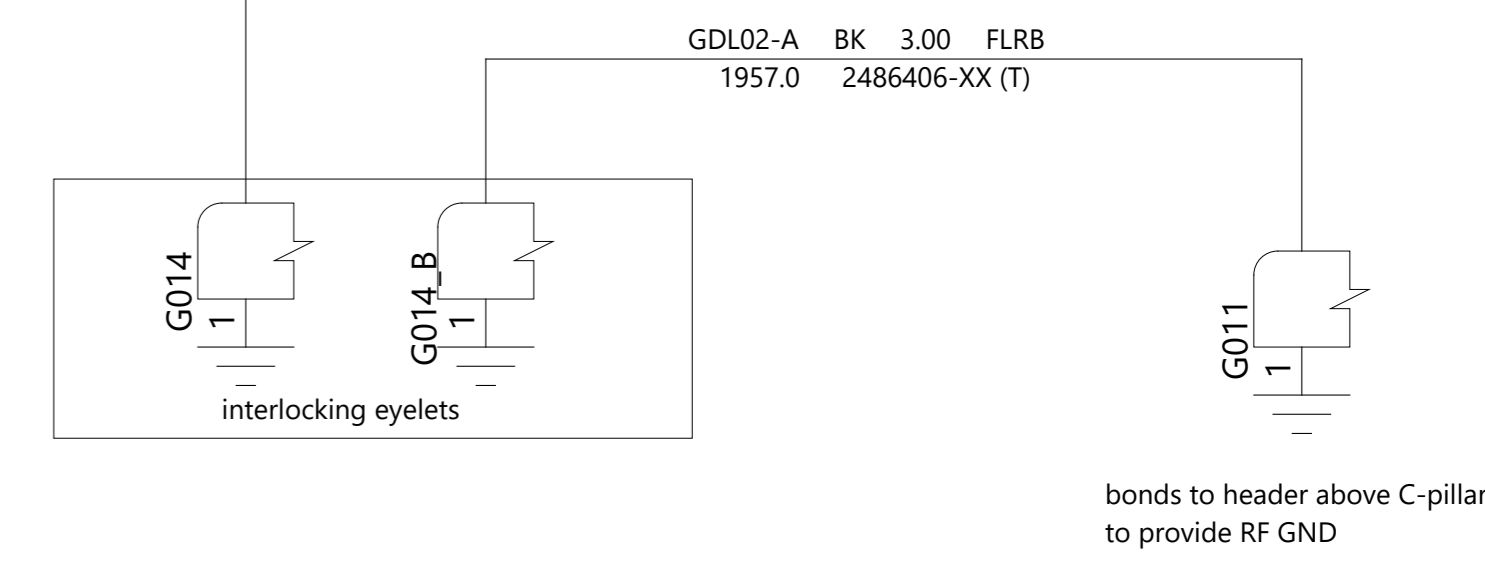 GDL02-A BK 3.00 FLRB
1957.0 2486406-XX (T)
G014
1
G014_B
1
G011
1
interlocking eyelets
bonds to header above C-pillar
to provide RF GND